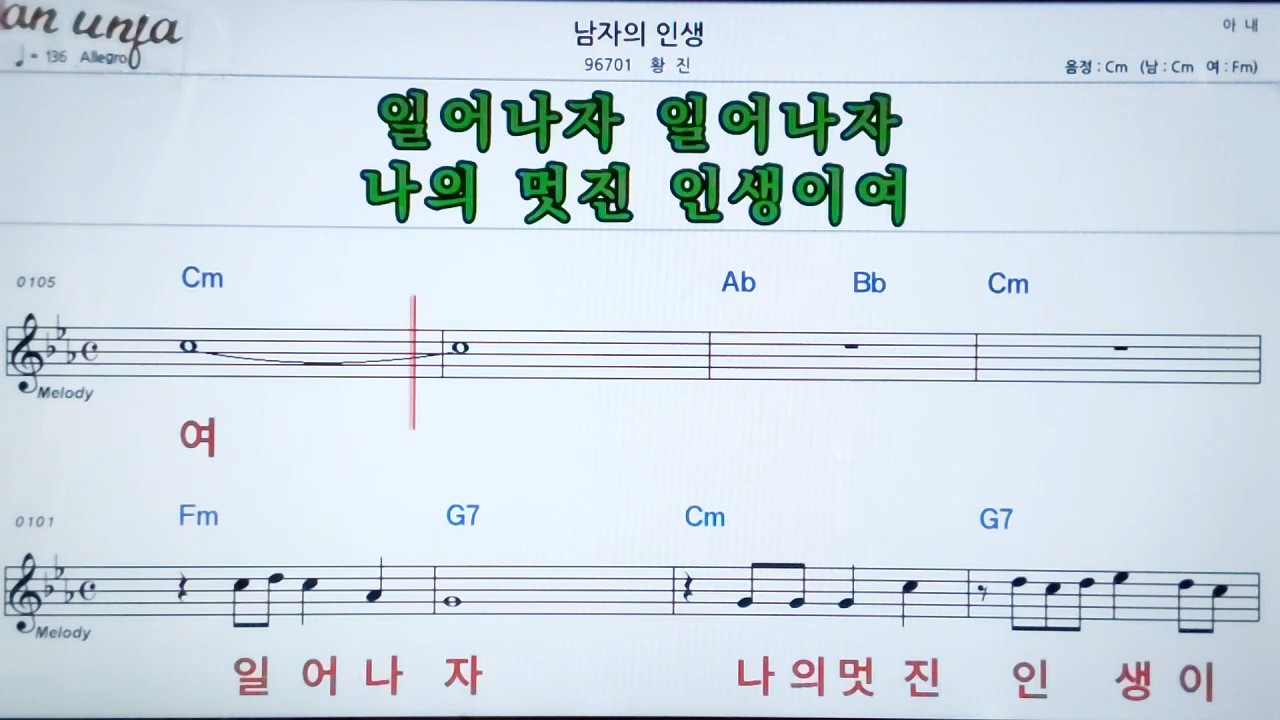 an unja
♩= 136 Allegro
남자의 인생
96701 황 진
아 내
음정 : Cm (남 : Cm 여 : Fm)
일어나자 일어나자
나의 멋진 인생이여
0105 Cm Ab Bb Cm
Melody
여
0101 Fm G7 Cm G7
Melody
일 어 나 자 나 의 멋 진 인 생 이